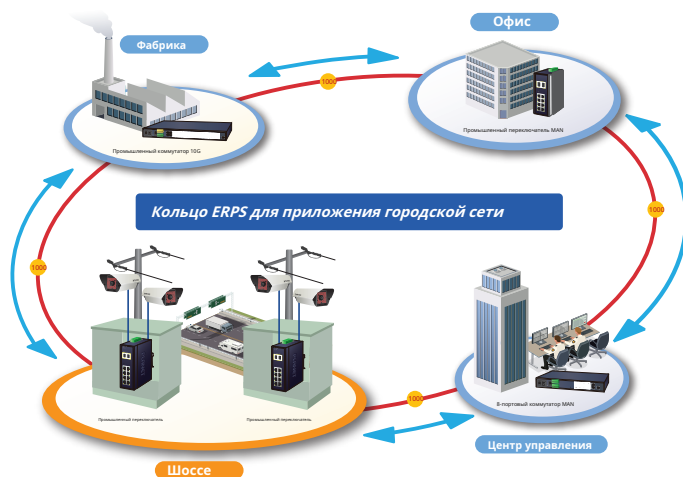 Офис
Фабрика
1000
Промышленный переключатель MAN
Промышленный коммутатор 10G
Кольцо ERPS для приложения городской сети
1000
1000
8-портовый коммутатор MAN
1000
Промышленный переключатель
Промышленный переключатель
Центр управления
Шоссе